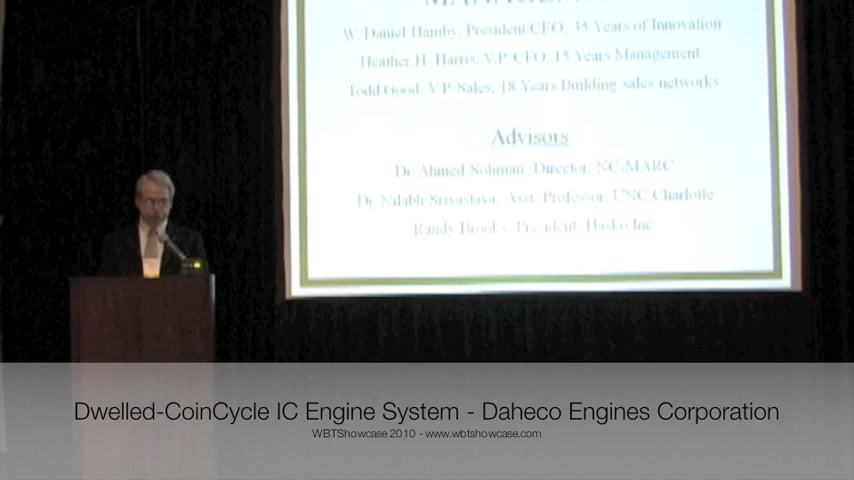 W. Daniel Hamby, President CEO, 35 Years of Innovation
Heather H. Harris, V.P. CFO, 15 Years Management,
Todd Good, V.P. Sales, 18 Years Building sales networks
Advisors:
Dr. Ahmed Soliman, Director, NC-MARC
Dr. Nilabh Srivastava, Asst. Professor, UNC Charlotte
Randy Brooks, President, Hasko Inc
Dwelled-CoinCycle IC Engine System - Daheco Engines Corporation
WBTShowcase 2010 - www.wbtshowcase.com